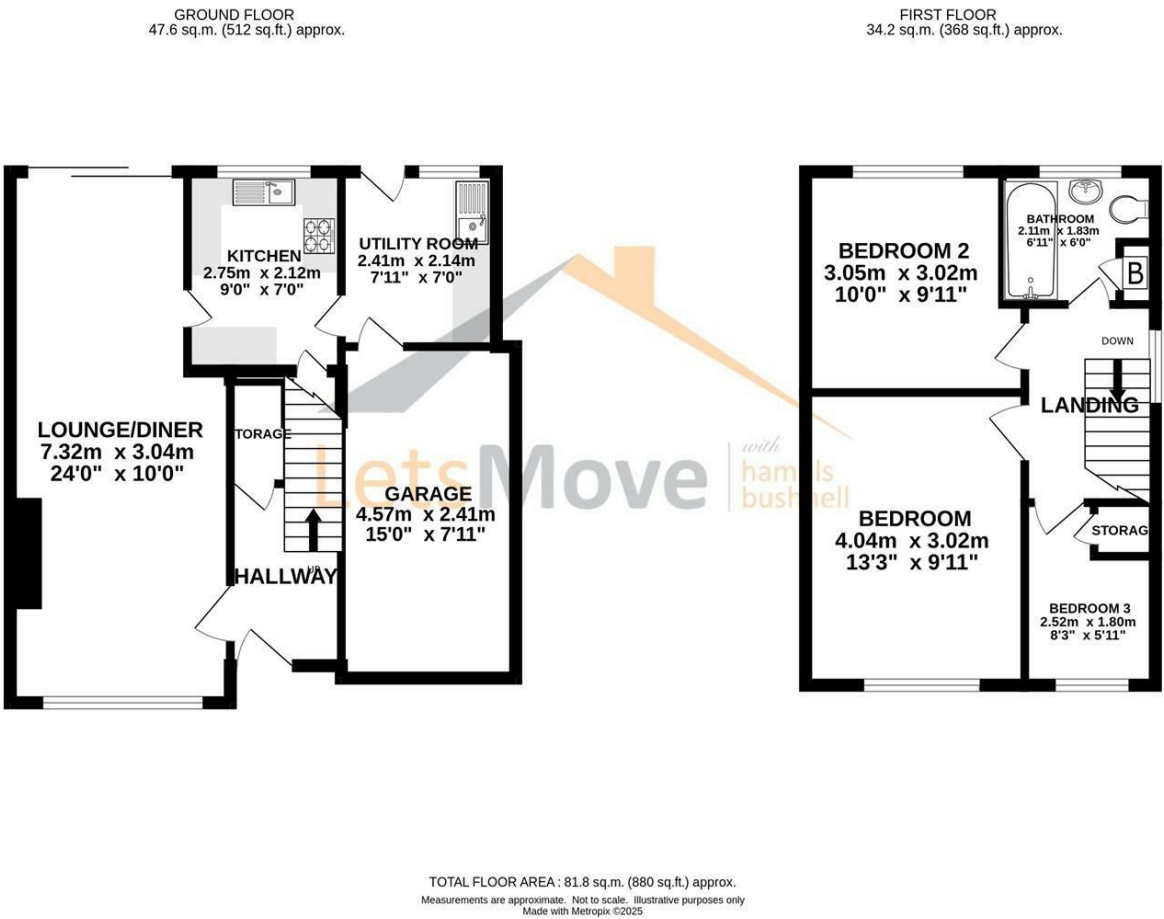 GROUND FLOOR
47.6 sq.m. (512 sq.ft.) approx.
FIRST FLOOR
34.2 sq.m. (368 sq.ft.) approx.
KITCHEN
2.75m x 2.12m
9'0" x 7'0"
UTILITY ROOM
2.41m x 2.14m
7'11" x 7'0"
LOUNGE/DINER
7.32m x 3.04m
24'0" x 10'0"
TORAGE
GARAGE
4.57m x 2.41m
15'0" x 7'11"
UP
HALLWAY
BEDROOM 2
3.05m x 3.02m
10'0" x 9'11"
BATHROOM
2.11m x 1.83m
6'11" x 6'0"
B
DOWN
LANDING
BEDROOM
4.04m x 3.02m
13'3" x 9'11"
STORAG
BEDROOM 3
2.52m x 1.80m
8'3" x 5'11"
LetsMove
with
hamels
bushnell
TOTAL FLOOR AREA : 81.8 sq.m. (880 sq.ft.) approx.
Measurements are approximate. Not to scale. Illustrative purposes only
Made with Metropix ©2025